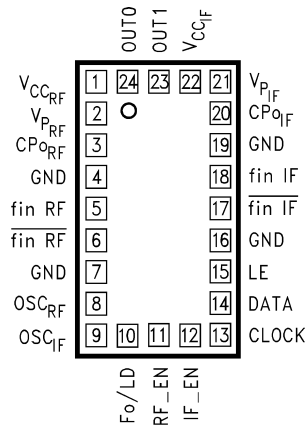 OUT0 OUT1 VCCIF
VCCRF 1 24 23 22 21 VPIF
VPRF 2 20 CPoIF
CPoRF 3 19 GND
GND 4 18 fin IF
fin RF 5 17 fin IF
fin RF 6 16 GND
GND 7 15 LE
OSCRF 8 14 DATA
OSCIF 9 10 11 12 13 CLOCK
Fo/LD RF_EN IF_EN